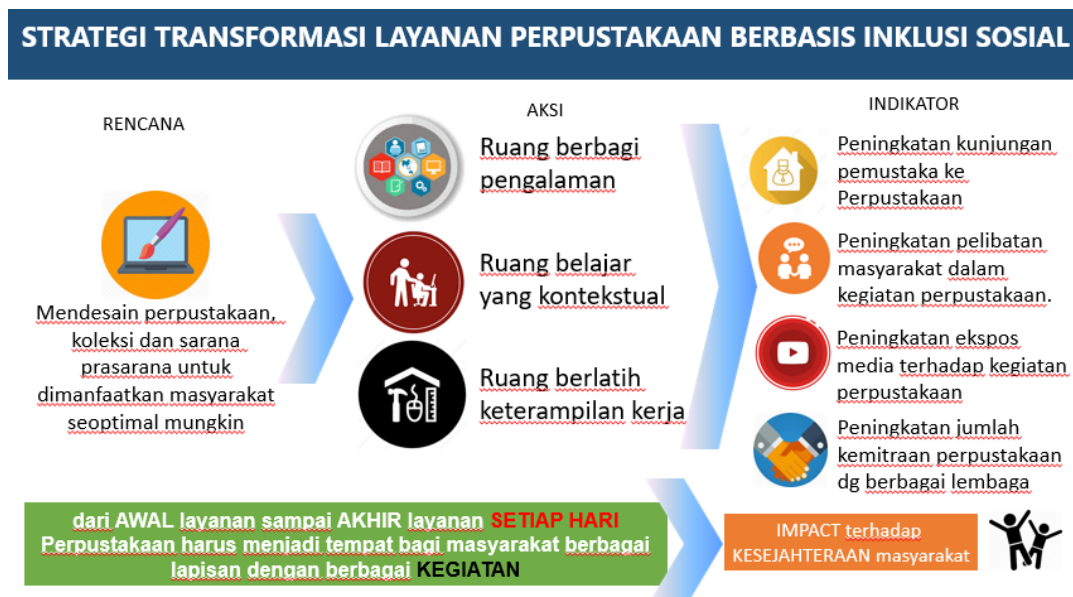 STRATEGI TRANSFORMASI LAYANAN PERPUSTAKAAN BERBASIS INKLUSI SOSIAL
RENCANA
Mendesain perpustakaan,
koleksi dan sarana
prasarana untuk
dimanfaatkan masyarakat
seoptimal mungkin
AKSI
Ruang berbagi
pengalaman
Ruang belajar
yang kontekstual
Ruang berlatih
keterampilan kerja
INDIKATOR
Peningkatan kunjungan
pemustaka ke
Perpustakaan
Peningkatan pelibatan
masyarakat dalam
kegiatan perpustakaan.
Peningkatan ekspos
media terhadap kegiatan
perpustakaan
Peningkatan jumlah
kemitraan perpustakaan
dg berbagai lembaga
dari AWAL layanan sampai AKHIR layanan SETIAP HARI
Perpustakaan harus menjadi tempat bagi masyarakat berbagai
lapisan dengan berbagai KEGIATAN
IMPACT terhadap
KESEJAHTERAAN masyarakat